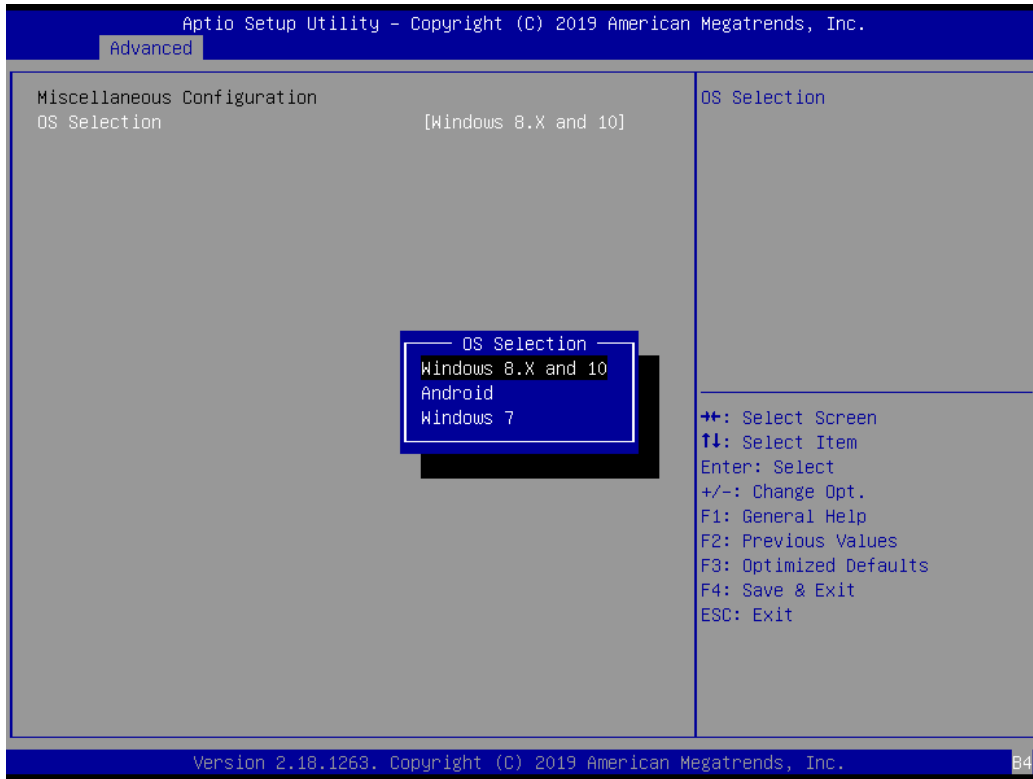 Aptio Setup Utility – Copyright (C) 2019 American Megatrends, Inc.
Advanced
Miscellaneous Configuration
OS Selection [Windows 8.X and 10]
OS Selection
OS Selection
Windows 8.X and 10
Android
Windows 7
→←: Select Screen
↑↓: Select Item
Enter: Select
+/-: Change Opt.
F1: General Help
F2: Previous Values
F3: Optimized Defaults
F4: Save & Exit
ESC: Exit
Version 2.18.1263. Copyright (C) 2019 American Megatrends, Inc.
B4